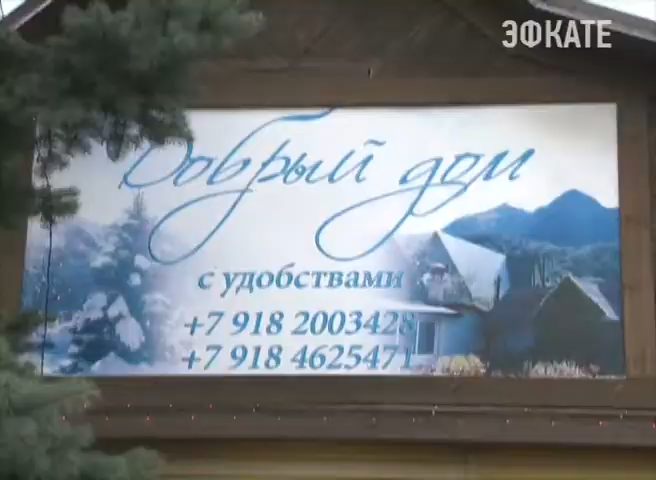 ЭФКАТЕ
Добрый дом
с удобствами
+7 918 2003428
+7 918 4625471